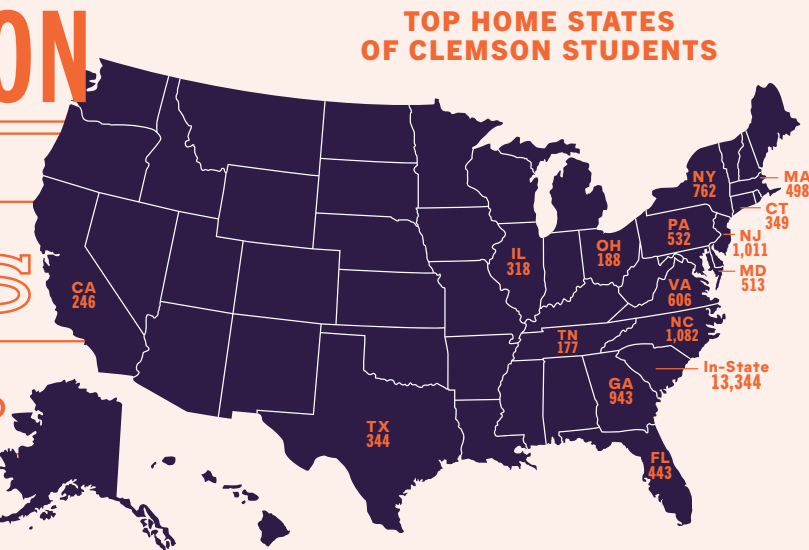 ON
TOP HOME STATES
OF CLEMSON STUDENTS
NY
762
MA
498
CT
349
PA
532
NJ
1,011
OH
188
IL
318
MD
513
VA
606
CA
246
NC
1,082
TN
177
In-State
13,344
GA
943
TX
344
FL
443